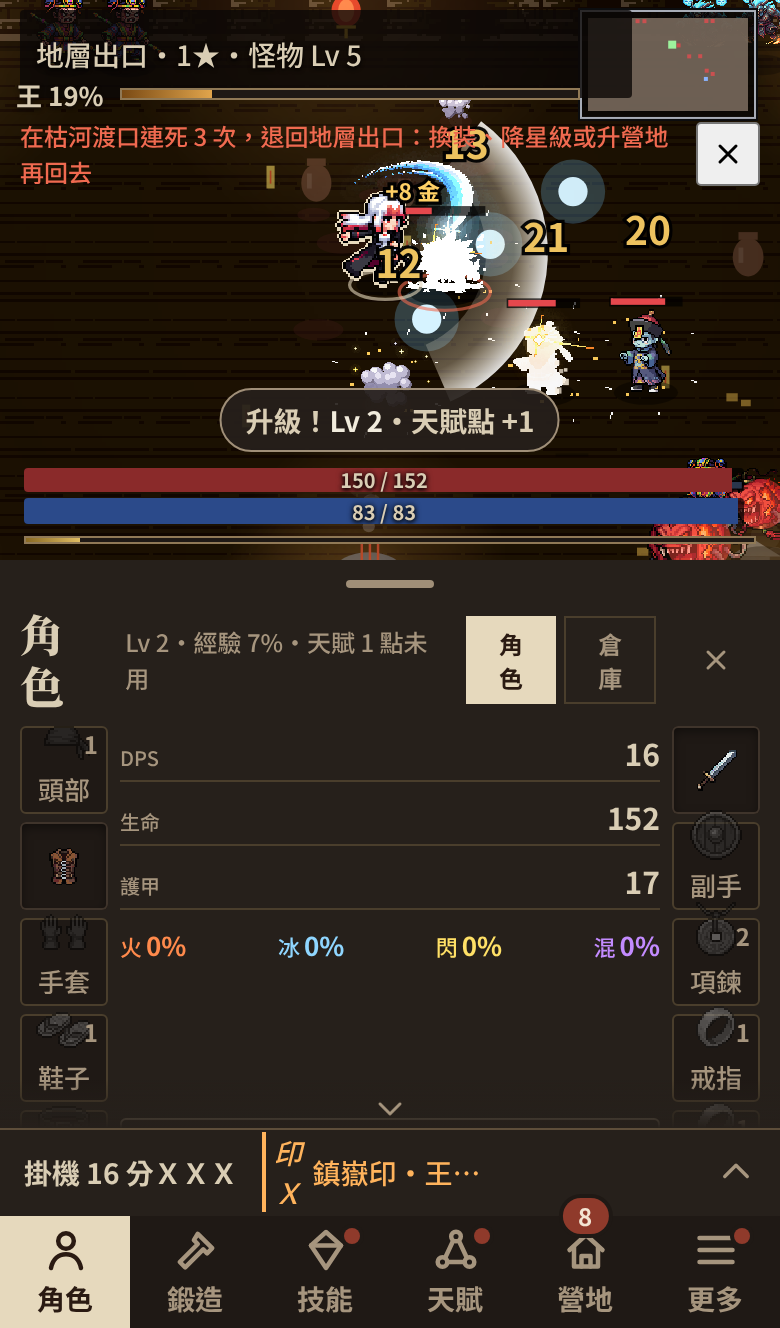 地層出口・1★・怪物 Lv 5
王 19%
在枯河渡口連死 3 次，退回地層出口：換裝、降星級或升營地
再回去
13
+8 金
12
21
20
升級！Lv 2・天賦點 +1
150 / 152
83 / 83
角色
Lv 2・經驗 7%・天賦 1 點未
用
角色
倉庫
1
頭部
DPS 16
生命 152
副手
護甲 17
手套
火 0% 冰 0% 閃 0% 混 0%
2
項鍊
1
鞋子
1
戒指
掛機 16 分ＸＸＸ
印X
鎮嶽印・王…
8
角色
鍛造
技能
天賦
營地
更多